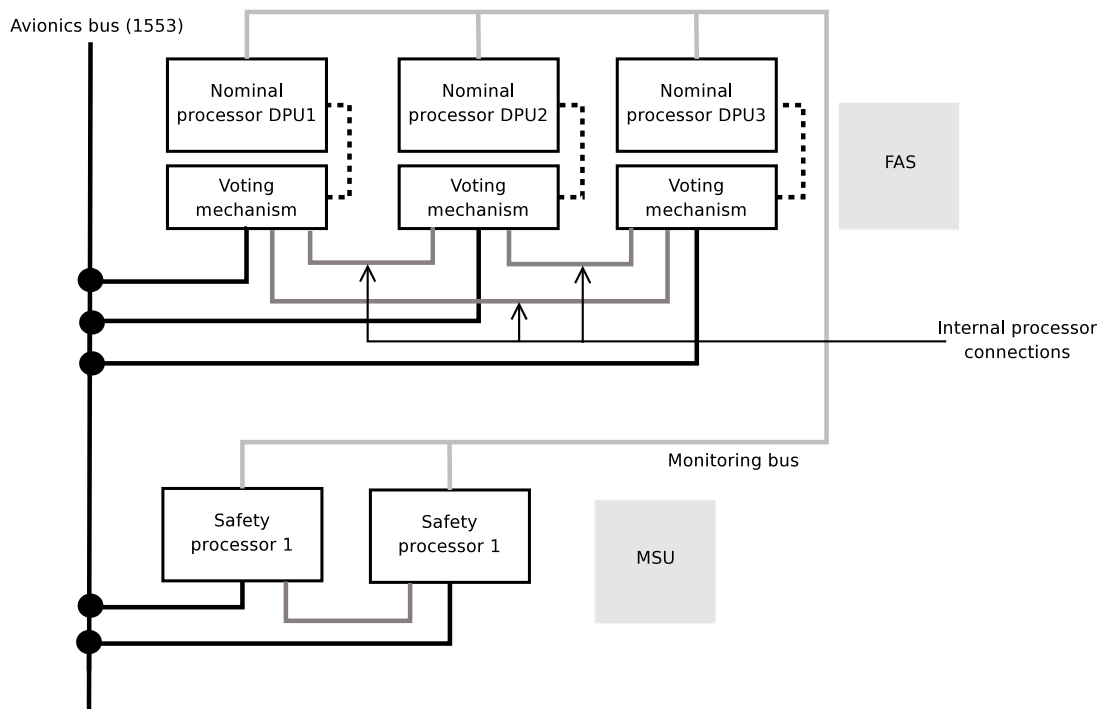 Avionics bus (1553)
Nominal
processor DPU1
Nominal
processor DPU2
Nominal
processor DPU3
FAS
Voting
mechanism
Voting
mechanism
Voting
mechanism
Internal processor
connections
Monitoring bus
Safety
processor 1
Safety
processor 1
MSU